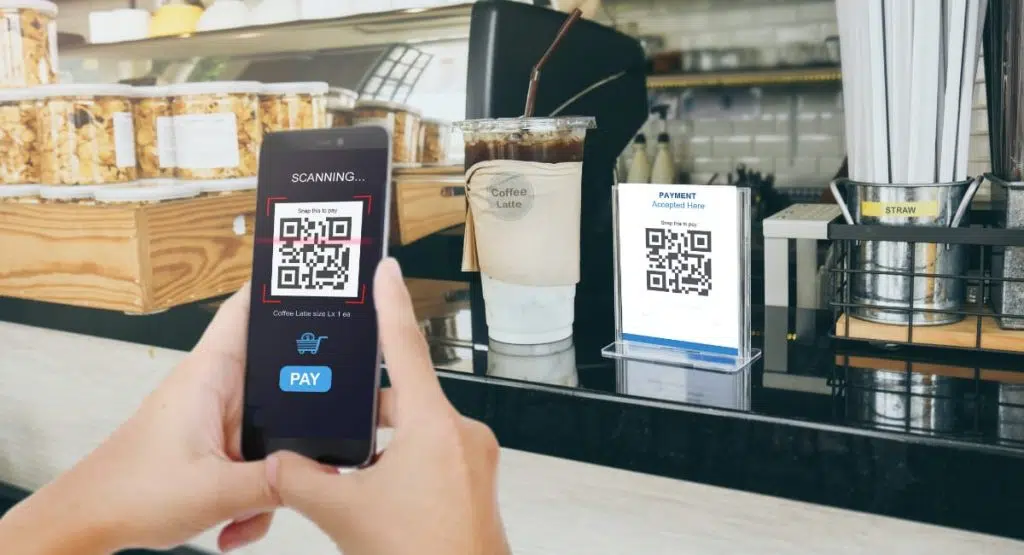 SCANNING...
Snap this to pay
Coffee Latte size Lx 1 ea
PAY
Coffee
Latte
PAYMENT
Accepted Here
Snap this to pay
STRAW